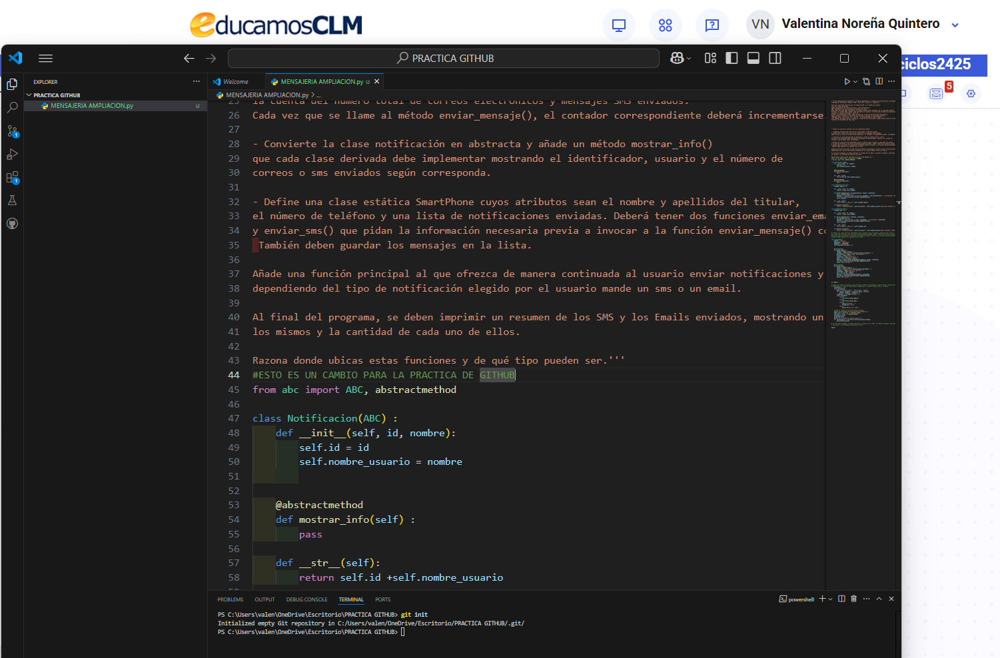 educamosCLM
VN Valentina Noreña Quintero
PRACTICA GITHUB
ciclos2425
5
EXPLORER
PRACTICA GITHUB
MENSAJERIA AMPLIACION.py U
1
1
Welcome
MENSAJERIA AMPLIACION.py U
MENSAJERIA AMPLIACION.py > ...
25 la cuenta del número total de correos electrónicos y mensajes SMS enviados.
26 Cada vez que se llame al método enviar_mensaje(), el contador correspondiente deberá incrementarse
27
28 - Convierte la clase notificación en abstracta y añade un método mostrar_info()
29 que cada clase derivada debe implementar mostrando el identificador, usuario y el número de
30 correos o sms enviados según corresponda.
31
32 - Define una clase estática SmartPhone cuyos atributos sean el nombre y apellidos del titular,
33 el número de teléfono y una lista de notificaciones enviadas. Deberá tener dos funciones enviar_ema
34 y enviar_sms() que pidan la información necesaria previa a invocar a la función enviar_mensaje() co
35 También deben guardar los mensajes en la lista.
36
37 Añade una función principal al que ofrezca de manera continuada al usuario enviar notificaciones y
38 dependiendo del tipo de notificación elegido por el usuario mande un sms o un email.
39
40 Al final del programa, se deben imprimir un resumen de los SMS y los Emails enviados, mostrando un
41 los mismos y la cantidad de cada uno de ellos.
42
43 Razona donde ubicas estas funciones y de qué tipo pueden ser.'''
44 #ESTO ES UN CAMBIO PARA LA PRACTICA DE GITHUB
45 from abc import ABC, abstractmethod
46
47 class Notificacion(ABC) :
48 def __init__(self, id, nombre):
49 self.id = id
50 self.nombre_usuario = nombre
51
52
53 @abstractmethod
54 def mostrar_info(self) :
55 pass
56
57 def __str__(self):
58 return self.id +self.nombre_usuario
PROBLEMS OUTPUT DEBUG CONSOLE TERMINAL PORTS
powershell
PS C:\Users\valen\OneDrive\Escritorio\PRACTICA GITHUB> git init
Initialized empty Git repository in C:/Users/valen/OneDrive/Escritorio/PRACTICA GITHUB/.git/
PS C:\Users\valen\OneDrive\Escritorio\PRACTICA GITHUB>